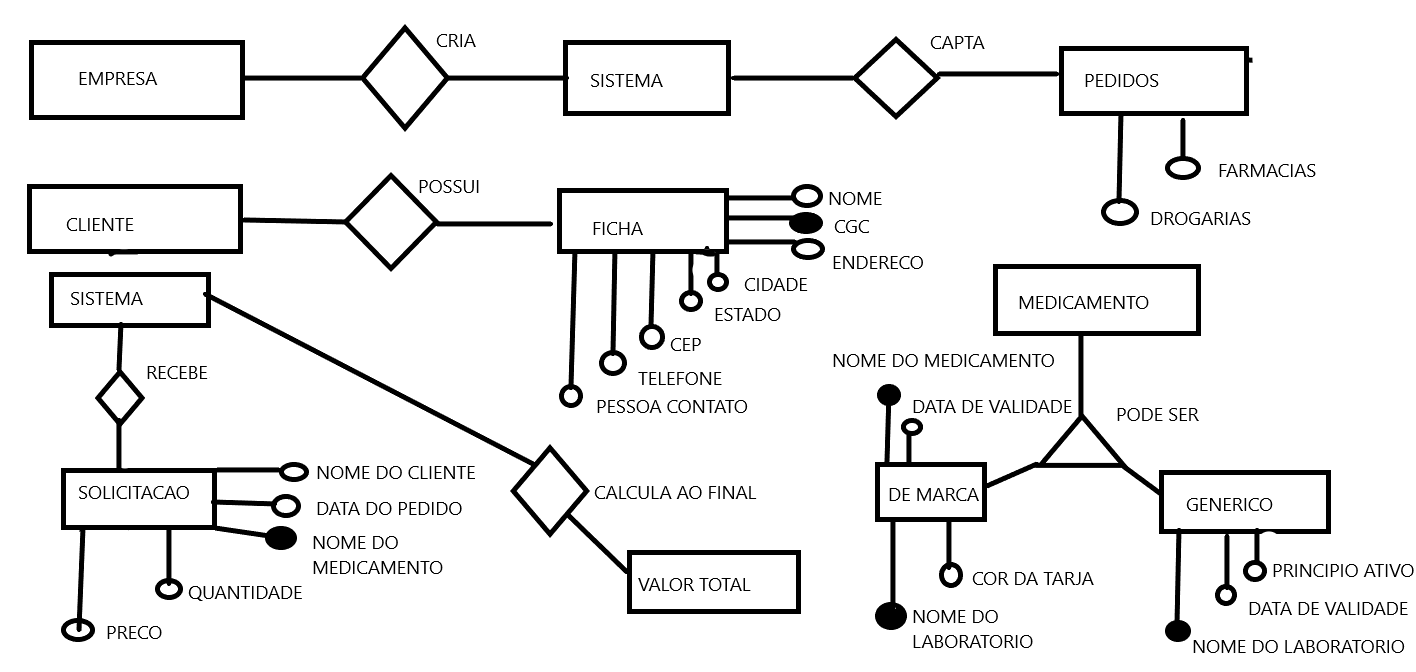 CRIA
CAPTA
EMPRESA
SISTEMA
PEDIDOS
FARMACIAS
DROGARIAS
POSSUI
CLIENTE
FICHA
NOME
CGC
ENDERECO
CIDADE
ESTADO
CEP
TELEFONE
PESSOA CONTATO
SISTEMA
RECEBE
SOLICITACAO
NOME DO CLIENTE
DATA DO PEDIDO
NOME DO
MEDICAMENTO
QUANTIDADE
PRECO
CALCULA AO FINAL
VALOR TOTAL
MEDICAMENTO
PODE SER
NOME DO MEDICAMENTO
DATA DE VALIDADE
DE MARCA
COR DA TARJA
NOME DO
LABORATORIO
GENERICO
PRINCIPIO ATIVO
DATA DE VALIDADE
NOME DO LABORATORIO